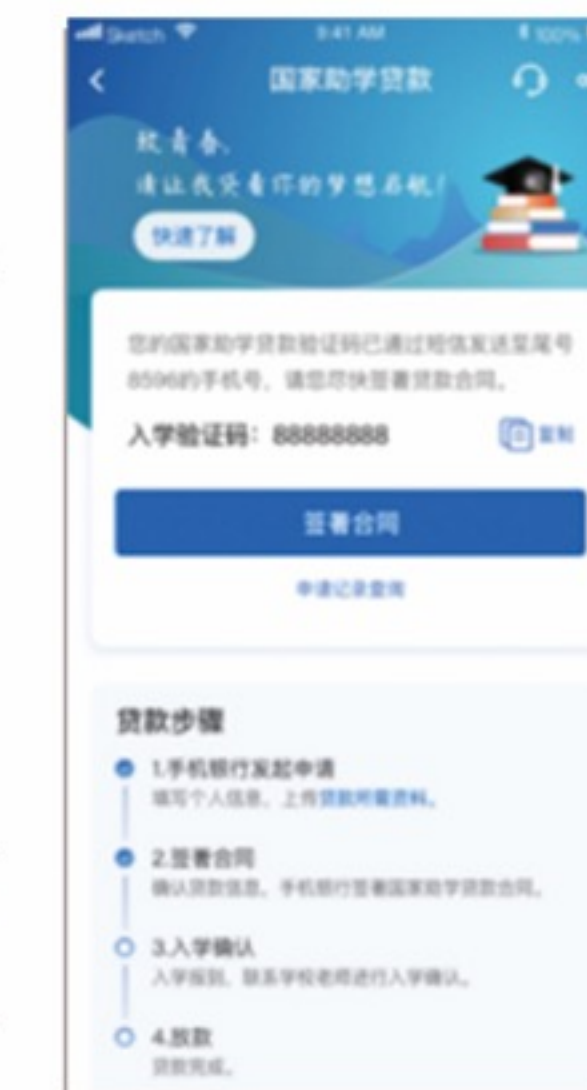 Sketch
9:41 AM
100%
国家助学贷款
致青春、
请让我凭着你的梦想启航!
快速了解
您的国家助学贷款验证码已通过短信发送至尾号
8596的手机号，请您尽快签署贷款合同。
入学验证码：88888888
复制
签署合同
申请记录查询
贷款步骤
1.手机银行发起申请
填写个人信息，上传贷款所需资料。
2.签署合同
确认贷款信息，手机银行签署国家助学贷款合同。
3.入学确认
入学报到，联系学校老师进行入学确认。
4.放款
贷款完成。